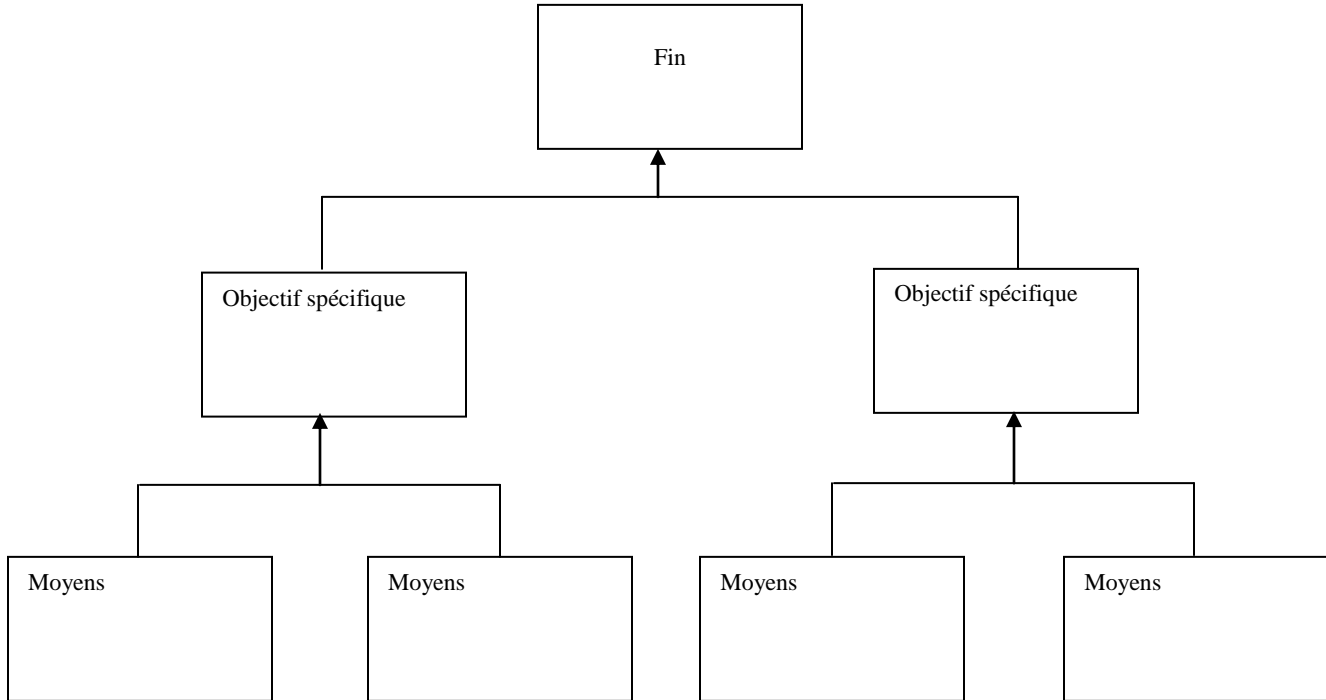 Fin
Objectif spécifique
Objectif spécifique
Moyens
Moyens
Moyens
Moyens